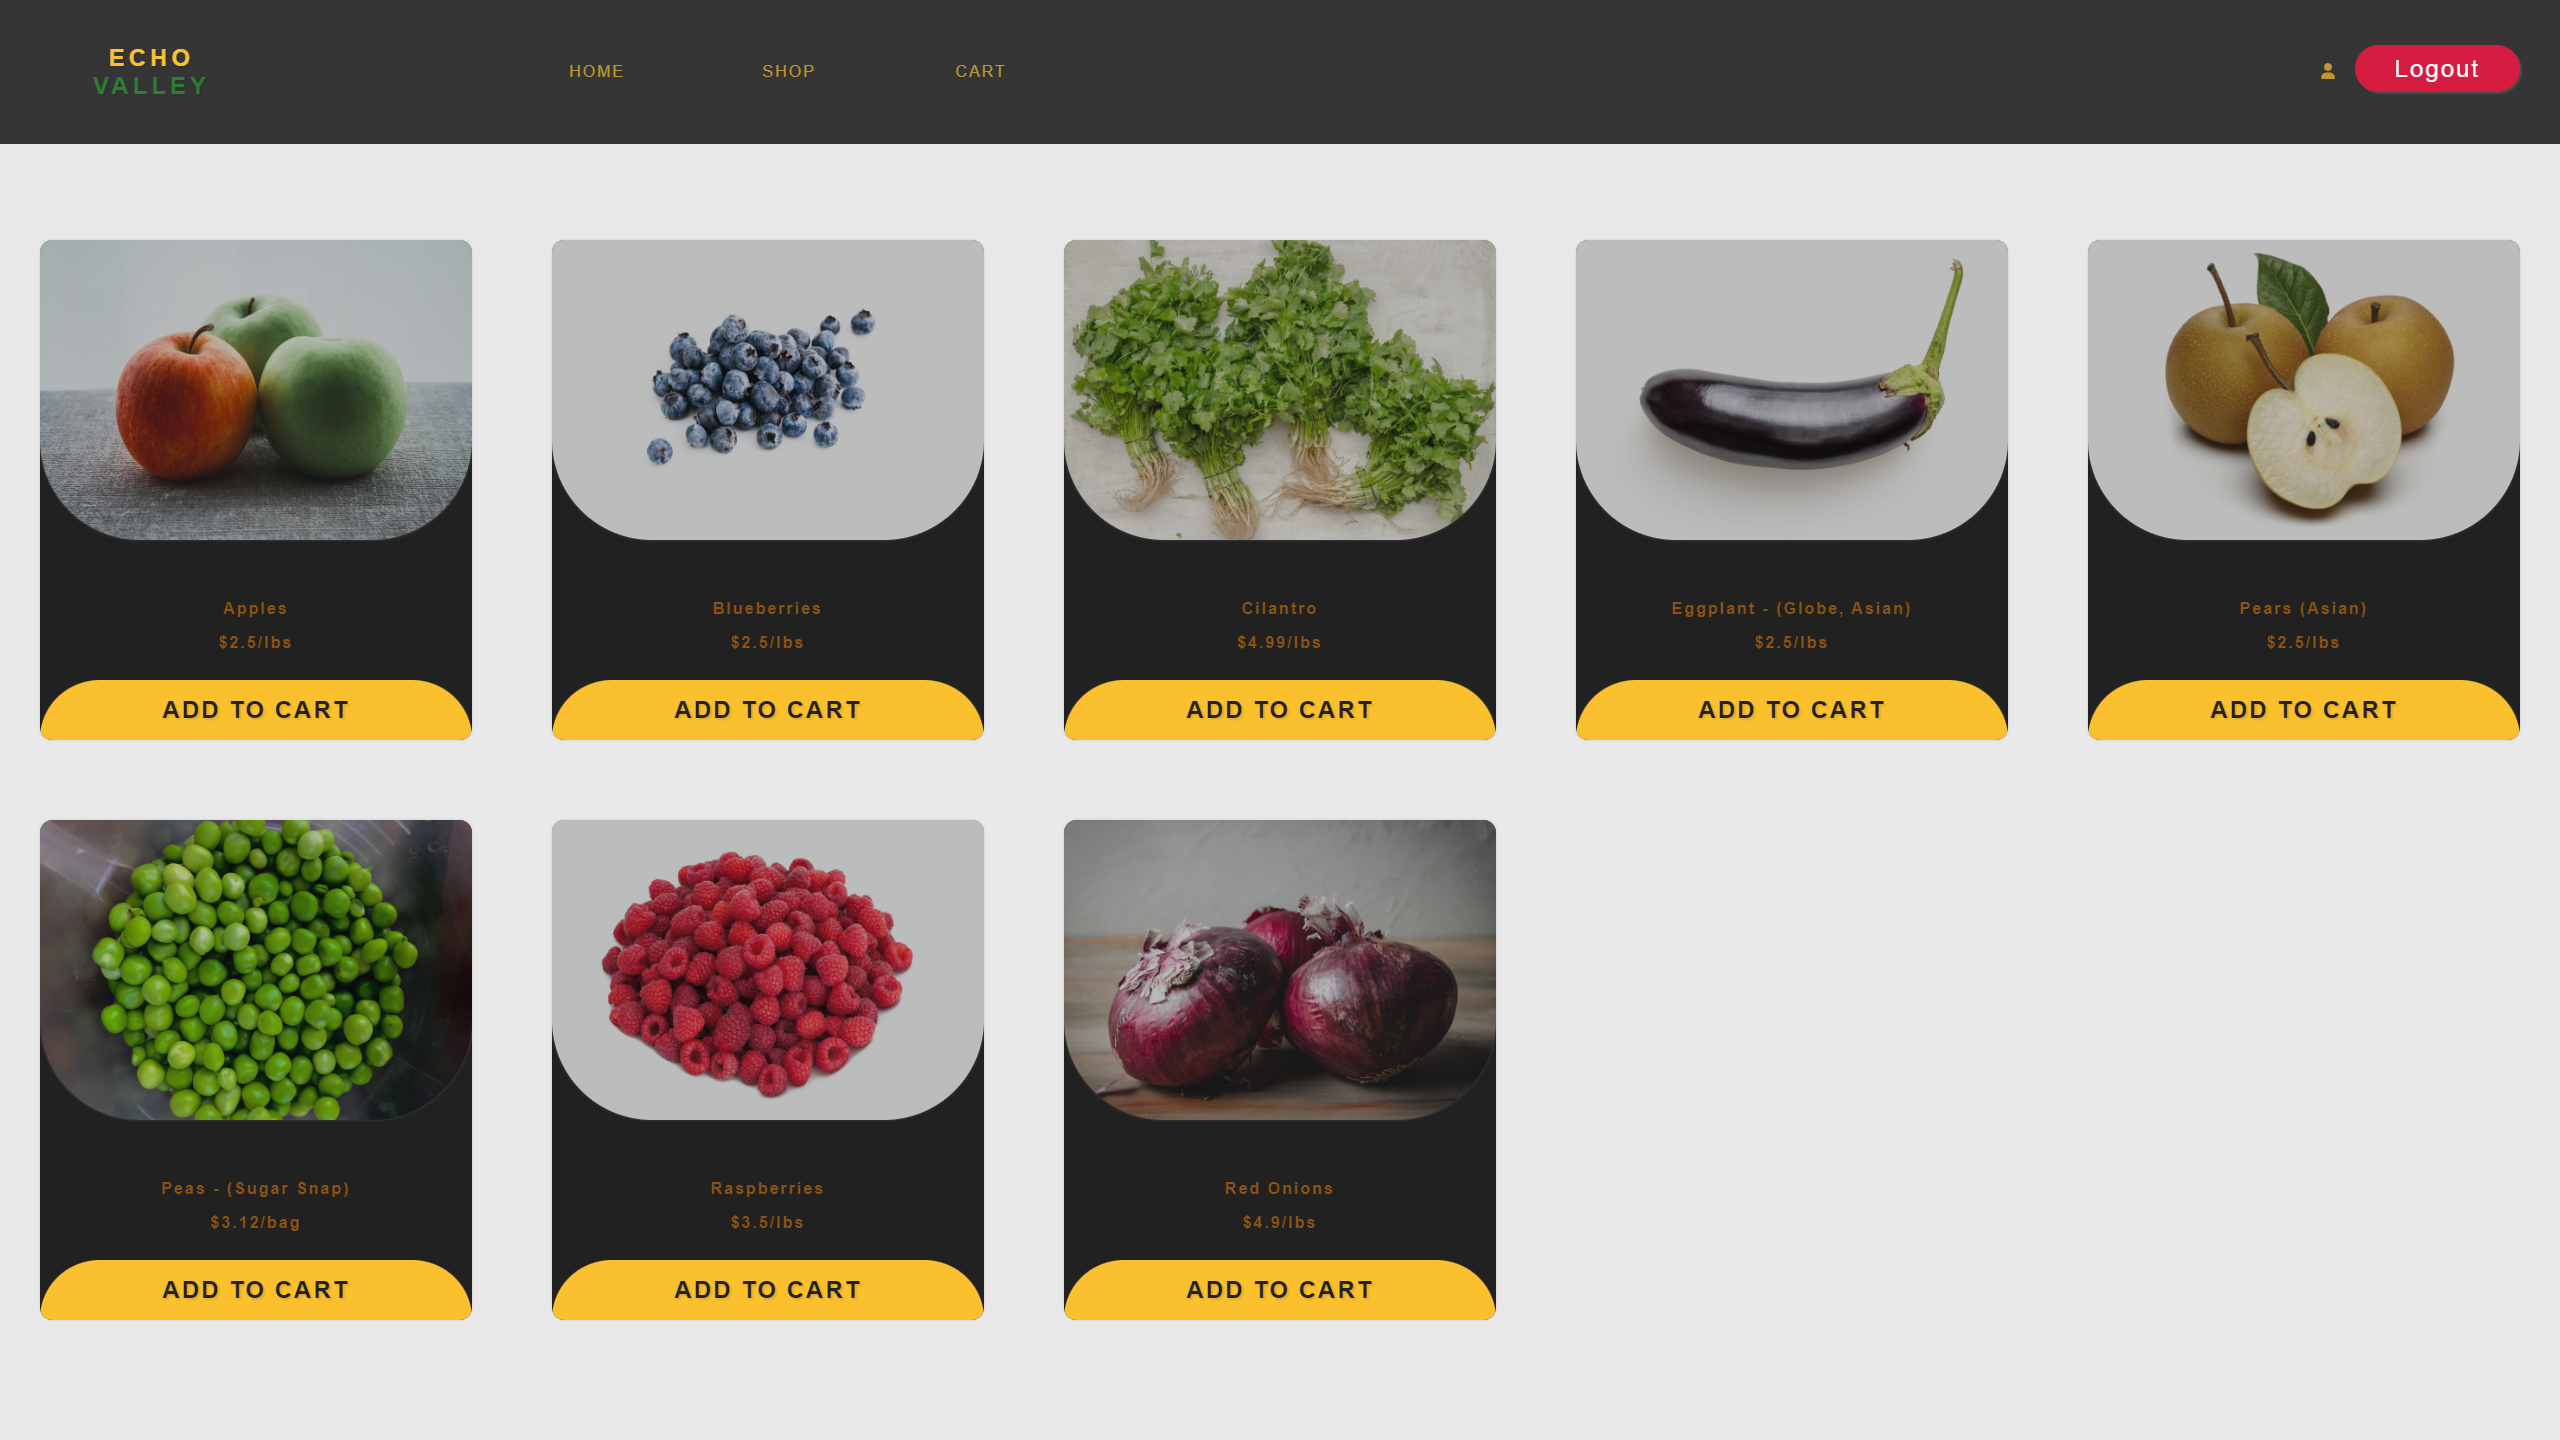 ECHO
VALLEY
HOME
SHOP
CART
Logout
Apples
$2.5/lbs
ADD TO CART
Blueberries
$2.5/lbs
ADD TO CART
Cilantro
$4.99/lbs
ADD TO CART
Eggplant - (Globe, Asian)
$2.5/lbs
ADD TO CART
Pears (Asian)
$2.5/lbs
ADD TO CART
Peas - (Sugar Snap)
$3.12/bag
ADD TO CART
Raspberries
$3.5/lbs
ADD TO CART
Red Onions
$4.9/lbs
ADD TO CART